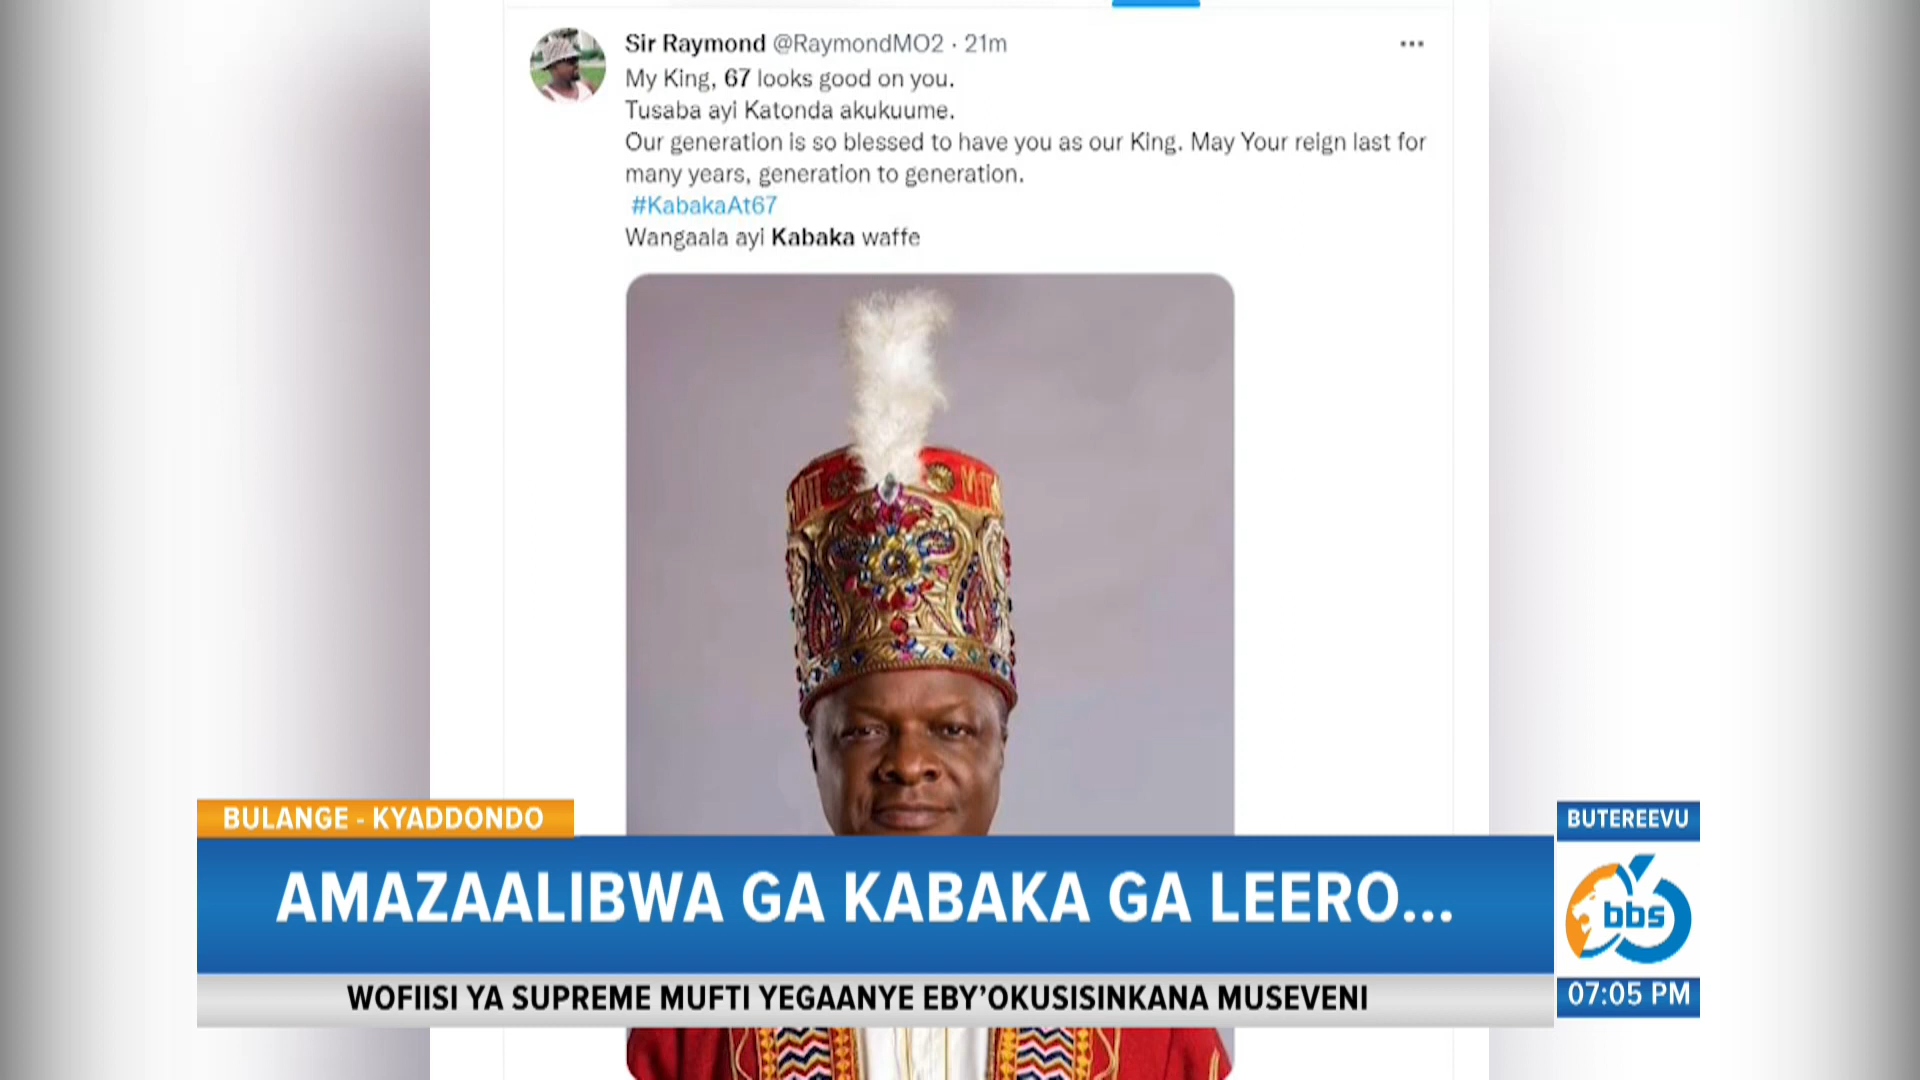 Sir Raymond @RaymondMO2 · 21m
My King, 67 looks good on you.
Tusaba ayi Katonda akukuume.
Our generation is so blessed to have you as our King. May Your reign last for
many years, generation to generation.
#KabakaAt67
Wangaala ayi Kabaka waffe
BULANGE - KYADDONDO
AMAZAALIBWA GA KABAKA GA LEERO...
WOFIISI YA SUPREME MUFTI YEGAANYE EBY'OKUSISINKANA MUSEVENI
BUTEREEVU
bbs
07:05 PM